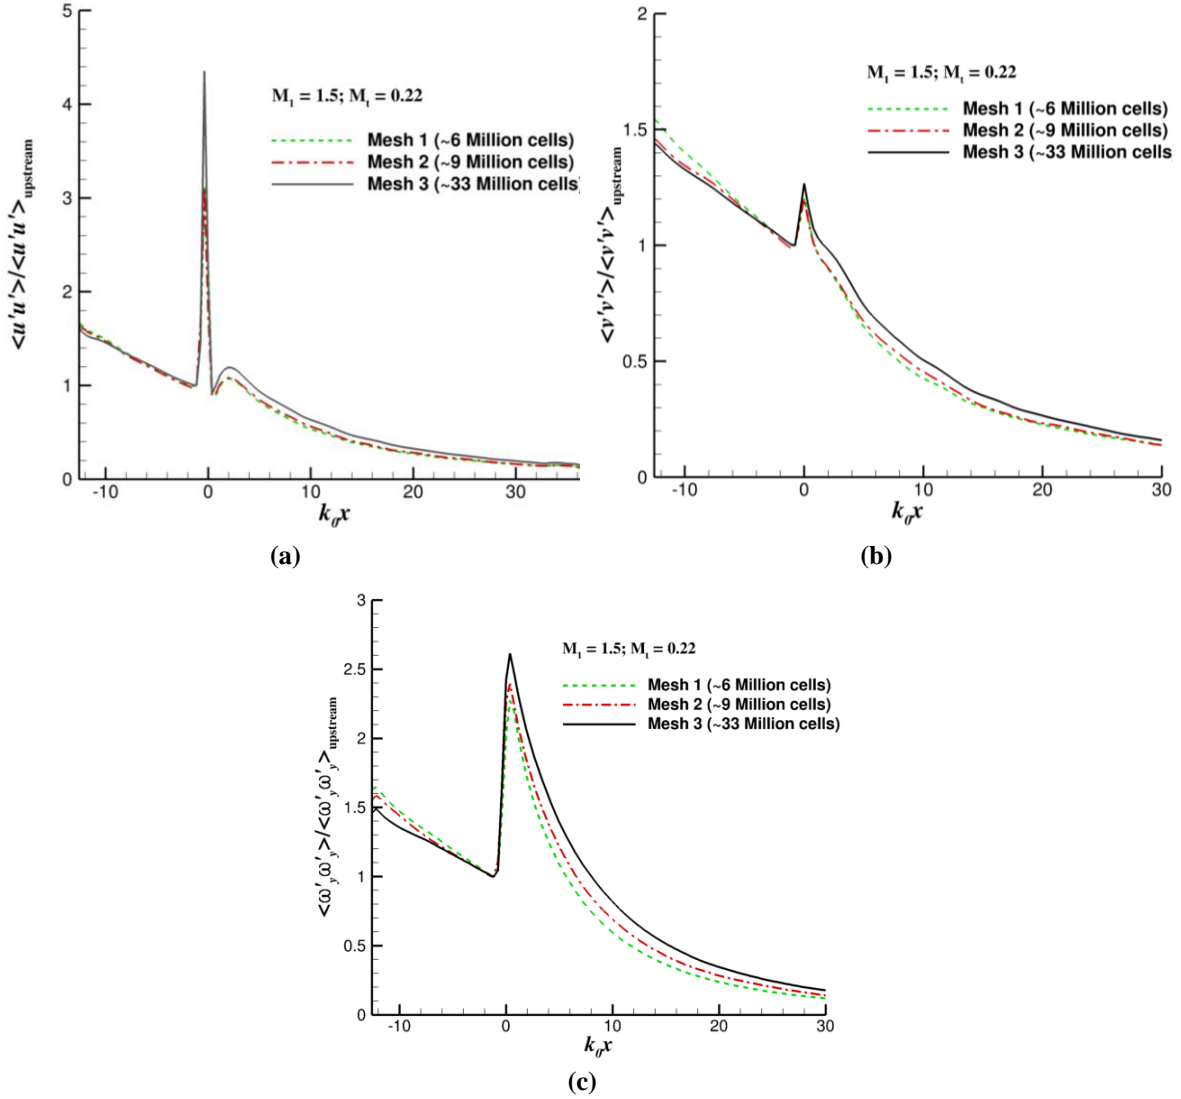 5
4
3
2
1
0
-10
0
10
20
30
<u'u'>/<u'u'>upstream
k0x
M1 = 1.5; Mt = 0.22
Mesh 1 (~6 Million cells)
Mesh 2 (~9 Million cells)
Mesh 3 (~33 Million cells
(a)
2
1.5
1
0.5
0
-10
0
10
20
30
<v'v'>/<v'v'>upstream
k0x
M1 = 1.5; Mt = 0.22
Mesh 1 (~6 Million cells)
Mesh 2 (~9 Million cells)
Mesh 3 (~33 Million cells
(b)
3
2.5
2
1.5
1
0.5
0
-10
0
10
20
30
<ω'yω'y>/<ω'yω'y>upstream
k0x
M1 = 1.5; Mt = 0.22
Mesh 1 (~6 Million cells)
Mesh 2 (~9 Million cells)
Mesh 3 (~33 Million cells)
(c)